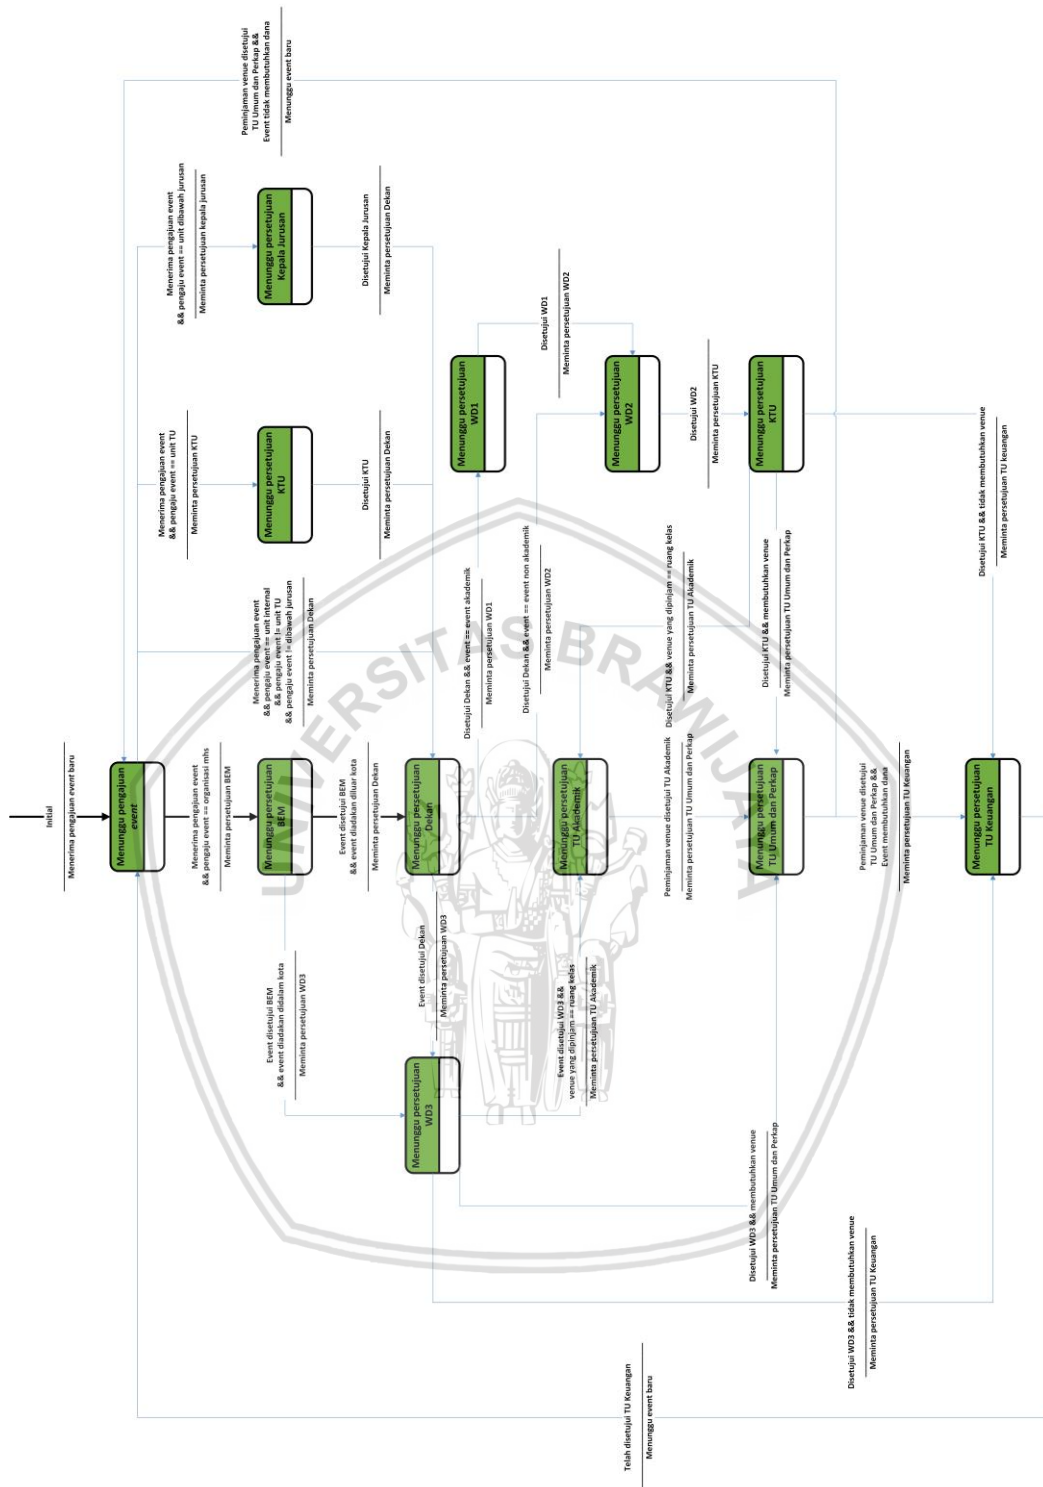 Initial
Menerima pengajuan event baru
Menunggu pengajuan
event
Peminjaman venue disetujui
TU Umum dan Perkap &&
Event tidak membutuhkan dana
Menunggu event baru
Menerima pengajuan event
&& pengaju event == organisasi mhs
Meminta persetujuan BEM
Menerima pengajuan event
&& pengaju event == unit internal
&& pengaju event != unit TU
&& pengaju event != dibawah jurusan
Meminta persetujuan Dekan
Menerima pengajuan event
&& pengaju event == unit TU
Meminta persetujuan KTU
Menerima pengajuan event
&& pengaju event == unit dibawah jurusan
Meminta persetujuan kepala jurusan
Menunggu persetujuan
BEM
Menunggu persetujuan
KTU
Menunggu persetujuan
Kepala Jurusan
Event disetujui BEM
&& event diadakan didalam kota
Meminta persetujuan WD3
Event disetujui BEM
&& event diadakan diluar kota
Meminta persetujuan Dekan
Disetujui KTU
Meminta persetujuan Dekan
Disetujui Kepala Jurusan
Meminta persetujuan Dekan
Menunggu persetujuan
WD3
Event disetujui Dekan
Meminta persetujuan WD3
Menunggu persetujuan
Dekan
Disetujui Dekan && event == event akademik
Meminta persetujuan WD1
Menunggu persetujuan
WD1
Disetujui Dekan && event == event non akademik
Meminta persetujuan WD2
Disetujui WD1
Meminta persetujuan WD2
Event disetujui WD3 &&
venue yang dipinjam == ruang kelas
Meminta persetujuan TU Akademik
Menunggu persetujuan
TU Akademik
Menunggu persetujuan
WD2
Disetujui WD2
Meminta persetujuan KTU
Disetujui KTU && venue yang dipinjam == ruang kelas
Meminta persetujuan TU Akademik
Peminjaman venue disetujui TU Akademik
Meminta persetujuan TU Umum dan Perkap
Menunggu persetujuan
KTU
Disetujui KTU && membutuhkan venue
Meminta persetujuan TU Umum dan Perkap
Disetujui WD3 && membutuhkan venue
Meminta persetujuan TU Umum dan Perkap
Menunggu persetujuan
TU Umum dan Perkap
Disetujui WD3 && tidak membutuhkan venue
Meminta persetujuan TU Keuangan
Peminjaman venue disetujui
TU Umum dan Perkap &&
Event membutuhkan dana
Meminta persetujuan TU Keuangan
Disetujui KTU && tidak membutuhkan venue
Meminta persetujuan TU keuangan
Menunggu persetujuan
TU Keuangan
Telah disetujui TU Keuangan
Menunggu event baru
UNIVERSITAS BRAWIJAYA